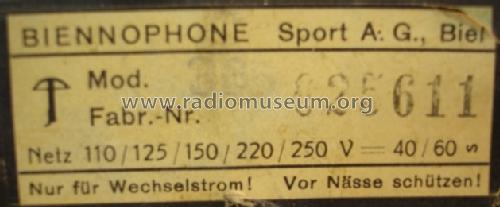 BIENNOPHONE Sport A. G., Biel
Mod.
www.radiomuseum.org
Fabr.-Nr. 625611
Netz 110/125/150/220/250 V = 40/60 s
Nur für Wechselstrom! Vor Nässe schützen!